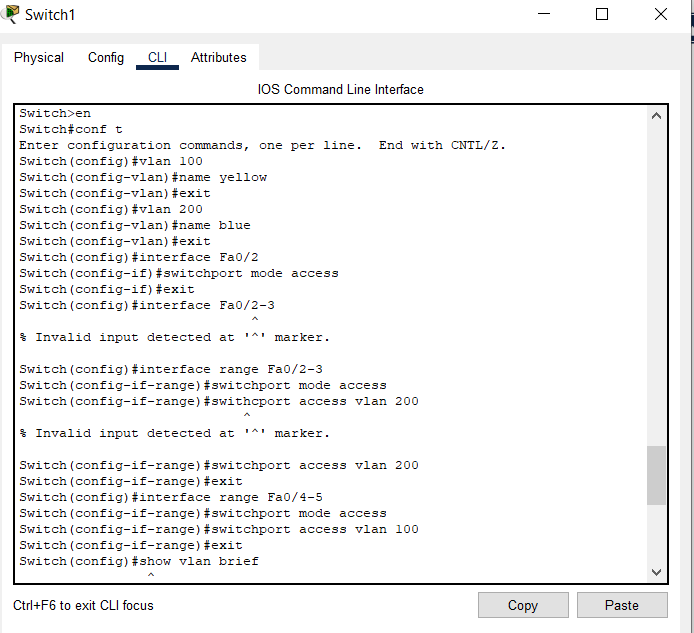 Switch1
Physical Config CLI Attributes
IOS Command Line Interface
Switch>en
Switch#conf t
Enter configuration commands, one per line.  End with CNTL/Z.
Switch(config)#vlan 100
Switch(config-vlan)#name yellow
Switch(config-vlan)#exit
Switch(config)#vlan 200
Switch(config-vlan)#name blue
Switch(config-vlan)#exit
Switch(config)#interface Fa0/2
Switch(config-if)#switchport mode access
Switch(config-if)#exit
Switch(config)#interface Fa0/2-3
^
% Invalid input detected at '^' marker.
Switch(config)#interface range Fa0/2-3
Switch(config-if-range)#switchport mode access
Switch(config-if-range)#swithcport access vlan 200
^
% Invalid input detected at '^' marker.
Switch(config-if-range)#switchport access vlan 200
Switch(config-if-range)#exit
Switch(config)#interface range Fa0/4-5
Switch(config-if-range)#switchport mode access
Switch(config-if-range)#switchport access vlan 100
Switch(config-if-range)#exit
Switch(config)#show vlan brief
^
Ctrl+F6 to exit CLI focus
Copy Paste